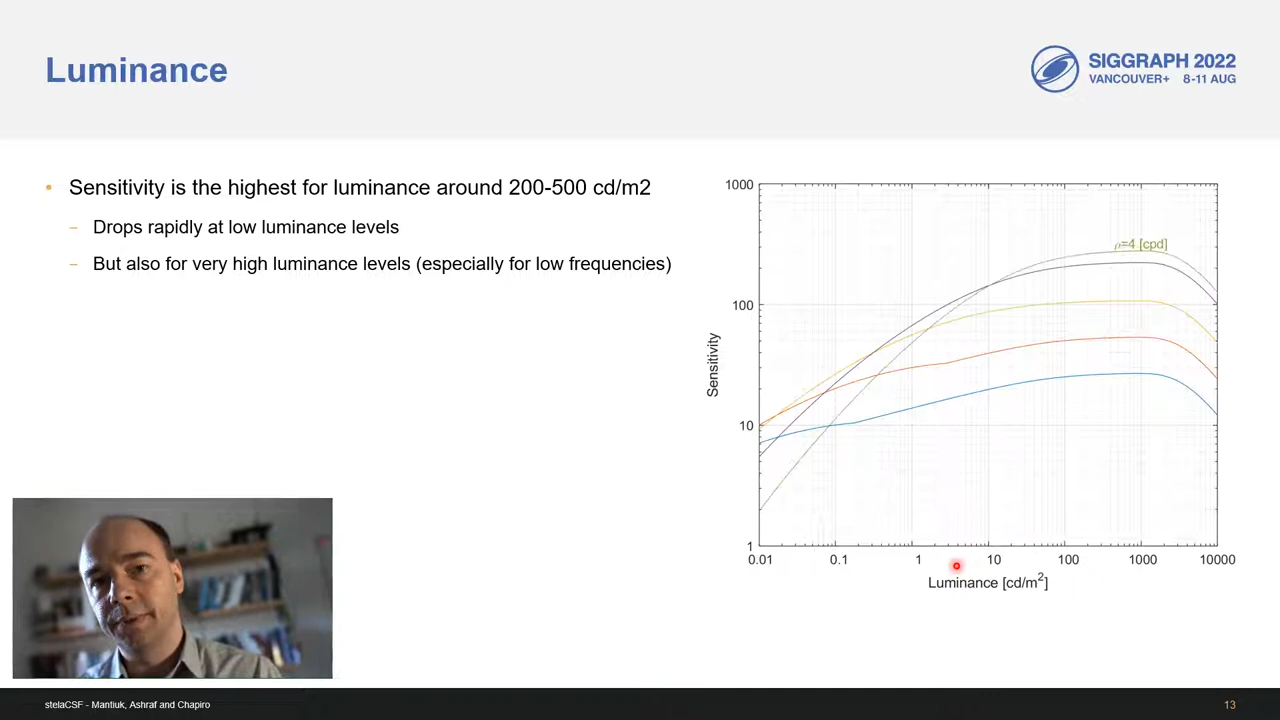 Luminance
SIGGRAPH 2022
VANCOUVER+ 8-11 AUG
• Sensitivity is the highest for luminance around 200-500 cd/m2
– Drops rapidly at low luminance levels
– But also for very high luminance levels (especially for low frequencies)
1000
100
10
1
Sensitivity
ρ=4 [cpd]
0.01 0.1 1 10 100 1000 10000
Luminance [cd/m²]
stelaCSF - Mantiuk, Ashraf and Chapiro
13